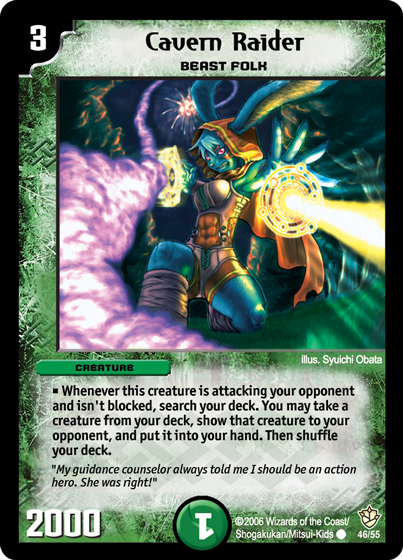 3
Cavern Raider
BEAST FOLK
illus. Syuichi Obata
CREATURE
▪ Whenever this creature is attacking your opponent
and isn't blocked, search your deck. You may take a
creature from your deck, show that creature to your
opponent, and put it into your hand. Then shuffle
your deck.
"My guidance counselor always told me I should be an action
hero. She was right!"
2000
1
©2006 Wizards of the Coast/
Shogakukan/Mitsui-Kids ● 46/55